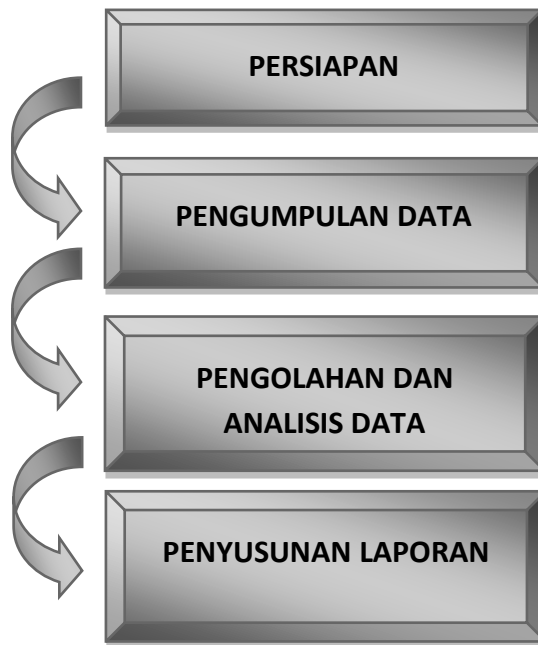 PERSIAPAN
PENGUMPULAN DATA
PENGOLAHAN DAN
ANALISIS DATA
PENYUSUNAN LAPORAN